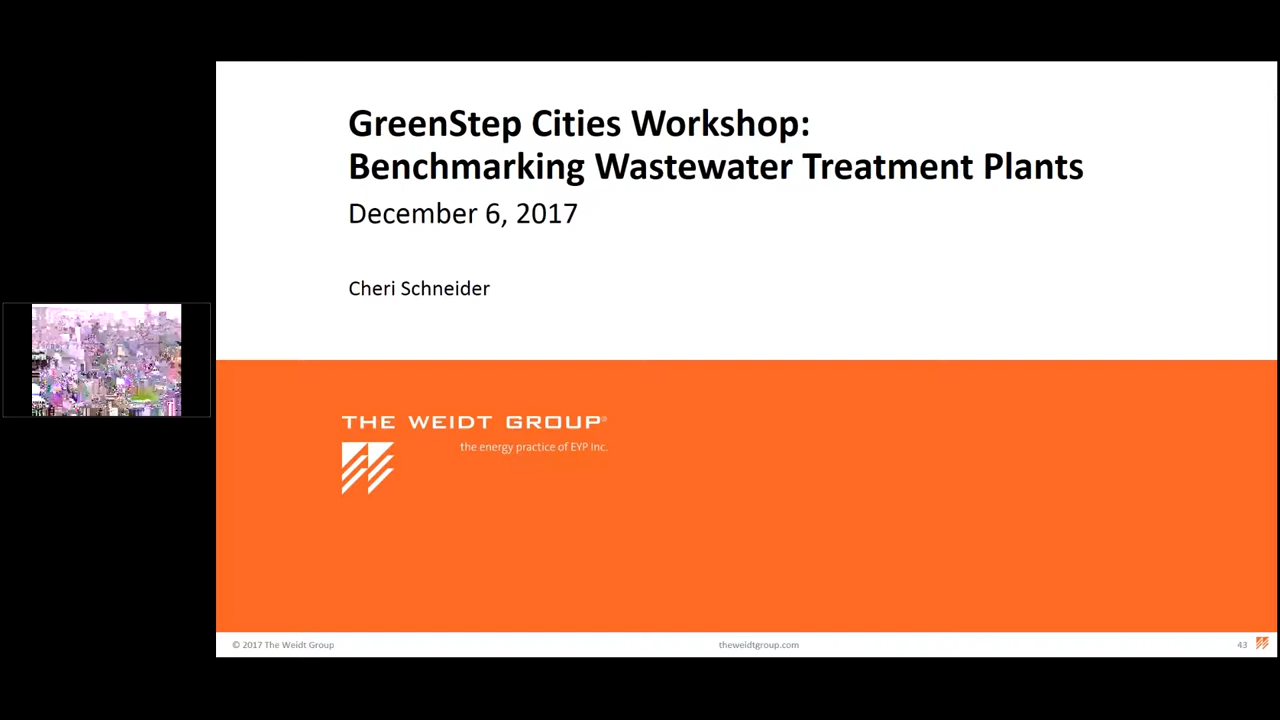 GreenStep Cities Workshop:
Benchmarking Wastewater Treatment Plants
December 6, 2017
Cheri Schneider
THE WEIDT GROUP®
the energy practice of EYP Inc.
© 2017 The Weidt Group
theweidtgroup.com
43